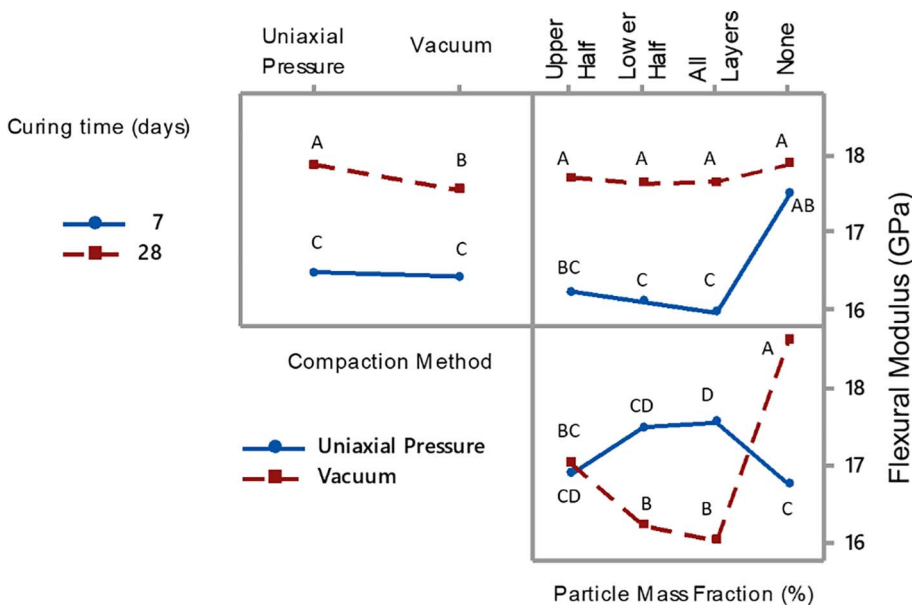 Uniaxial
Pressure
Vacuum
Upper
Half
Lower
Half
All
Layers
None
Curing time (days)
7
28
A
B
C
C
A
A
A
A
BC
C
C
AB
18
17
16
Flexural Modulus (GPa)
Compaction Method
Uniaxial Pressure
Vacuum
BC
CD
D
A
CD
B
B
C
18
17
16
Particle Mass Fraction (%)